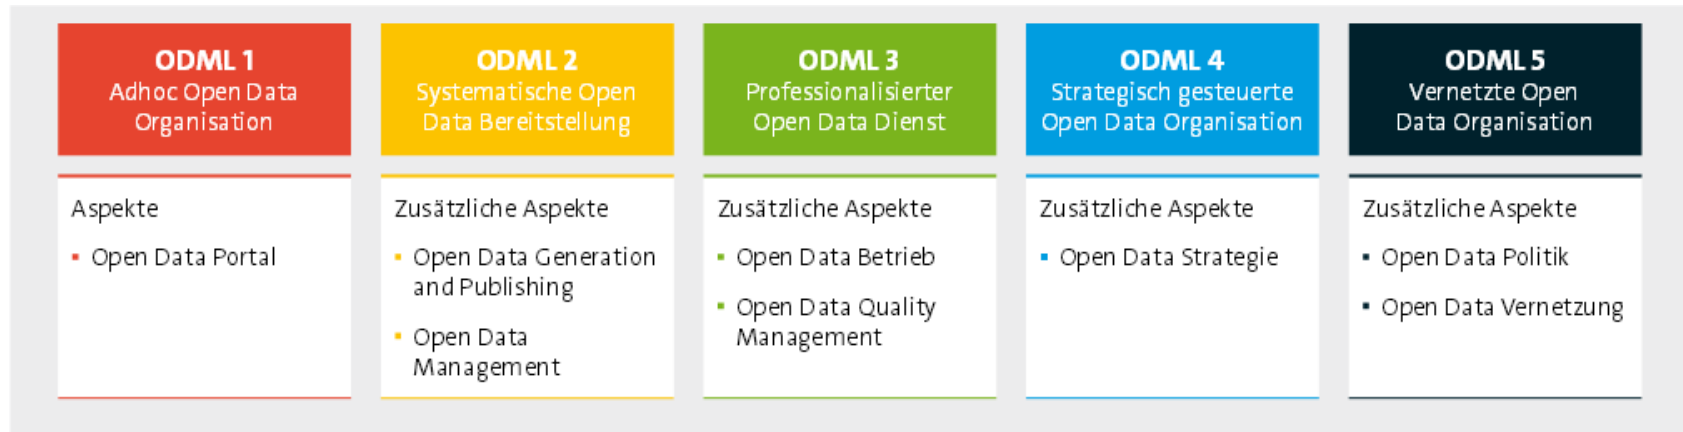 ODML 1
Adhoc Open Data
Organisation
Aspekte
Open Data Portal
ODML 2
Systematische Open
Data Bereitstellung
Zusätzliche Aspekte
Open Data Generation
and Publishing
Open Data
Management
ODML 3
Professionalisierter
Open Data Dienst
Zusätzliche Aspekte
Open Data Betrieb
Open Data Quality
Management
ODML 4
Strategisch gesteuerte
Open Data Organisation
Zusätzliche Aspekte
Open Data Strategie
ODML 5
Vernetzte Open
Data Organisation
Zusätzliche Aspekte
Open Data Politik
Open Data Vernetzung